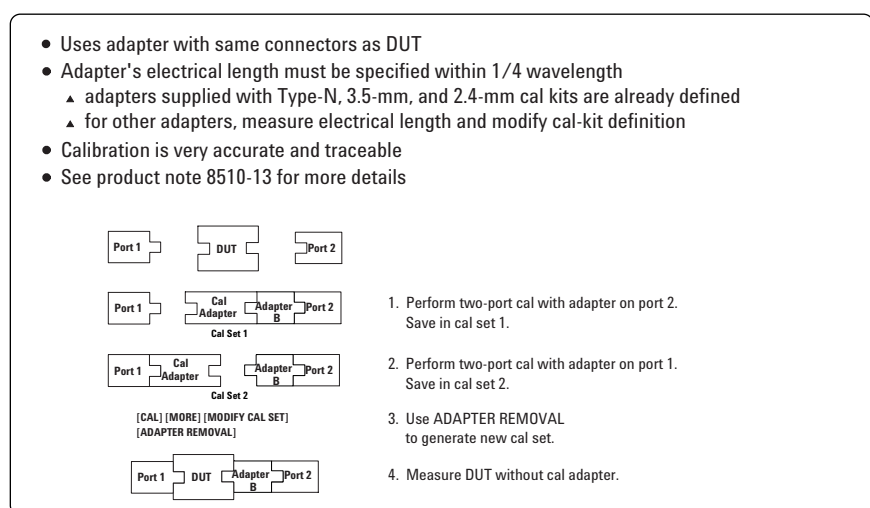 • Uses adapter with same connectors as DUT
• Adapter's electrical length must be specified within 1/4 wavelength
▲ adapters supplied with Type-N, 3.5-mm, and 2.4-mm cal kits are already defined
▲ for other adapters, measure electrical length and modify cal-kit definition
• Calibration is very accurate and traceable
• See product note 8510-13 for more details
Port 1
DUT
Port 2
Port 1
Cal
Adapter
Adapter
B
Port 2
Cal Set 1
1. Perform two-port cal with adapter on port 2.
Save in cal set 1.
Port 1
Cal
Adapter
Adapter
B
Port 2
Cal Set 2
2. Perform two-port cal with adapter on port 1.
Save in cal set 2.
[CAL] [MORE] [MODIFY CAL SET]
[ADAPTER REMOVAL]
3. Use ADAPTER REMOVAL
to generate new cal set.
Port 1
DUT
Adapter
B
Port 2
4. Measure DUT without cal adapter.